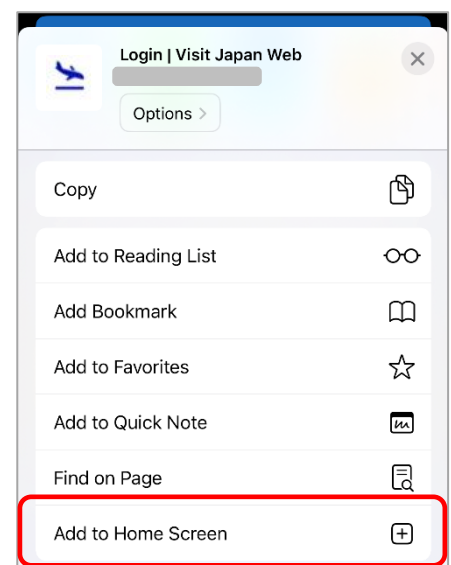 Login | Visit Japan Web
Options
Copy
Add to Reading List
Add Bookmark
Add to Favorites
Add to Quick Note
Find on Page
Add to Home Screen